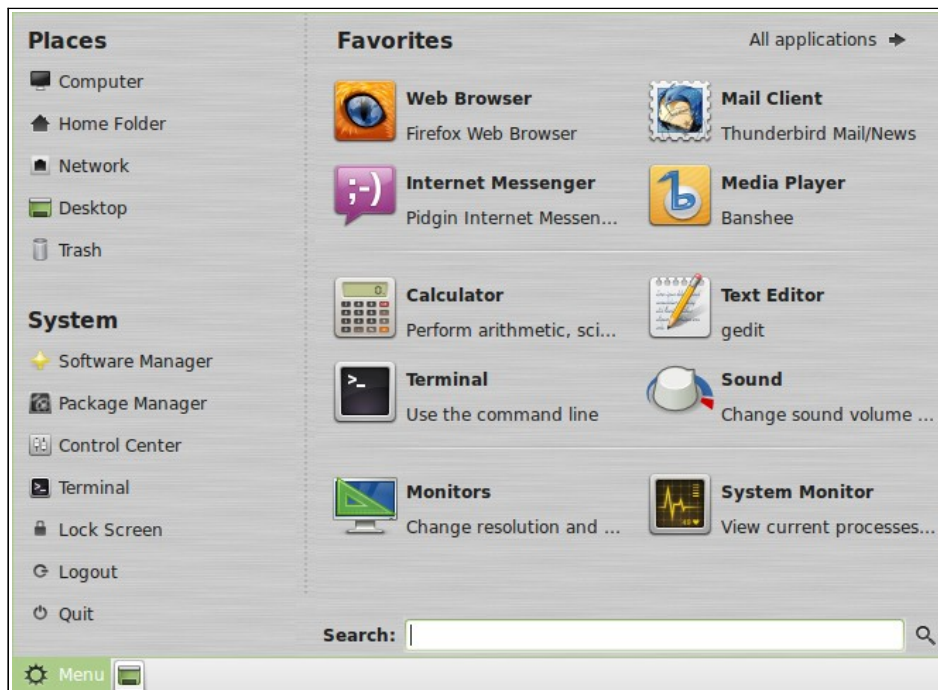 Places
Computer
Home Folder
Network
Desktop
Trash
System
Software Manager
Package Manager
Control Center
Terminal
Lock Screen
Logout
Quit
Favorites
All applications
Web Browser
Firefox Web Browser
Mail Client
Thunderbird Mail/News
;-)
Internet Messenger
Pidgin Internet Messen...
Media Player
Banshee
0.
Calculator
Perform arithmetic, sci...
Text Editor
gedit
>_
Terminal
Use the command line
Sound
Change sound volume ...
Monitors
Change resolution and ...
System Monitor
View current processes...
Search:
Menu